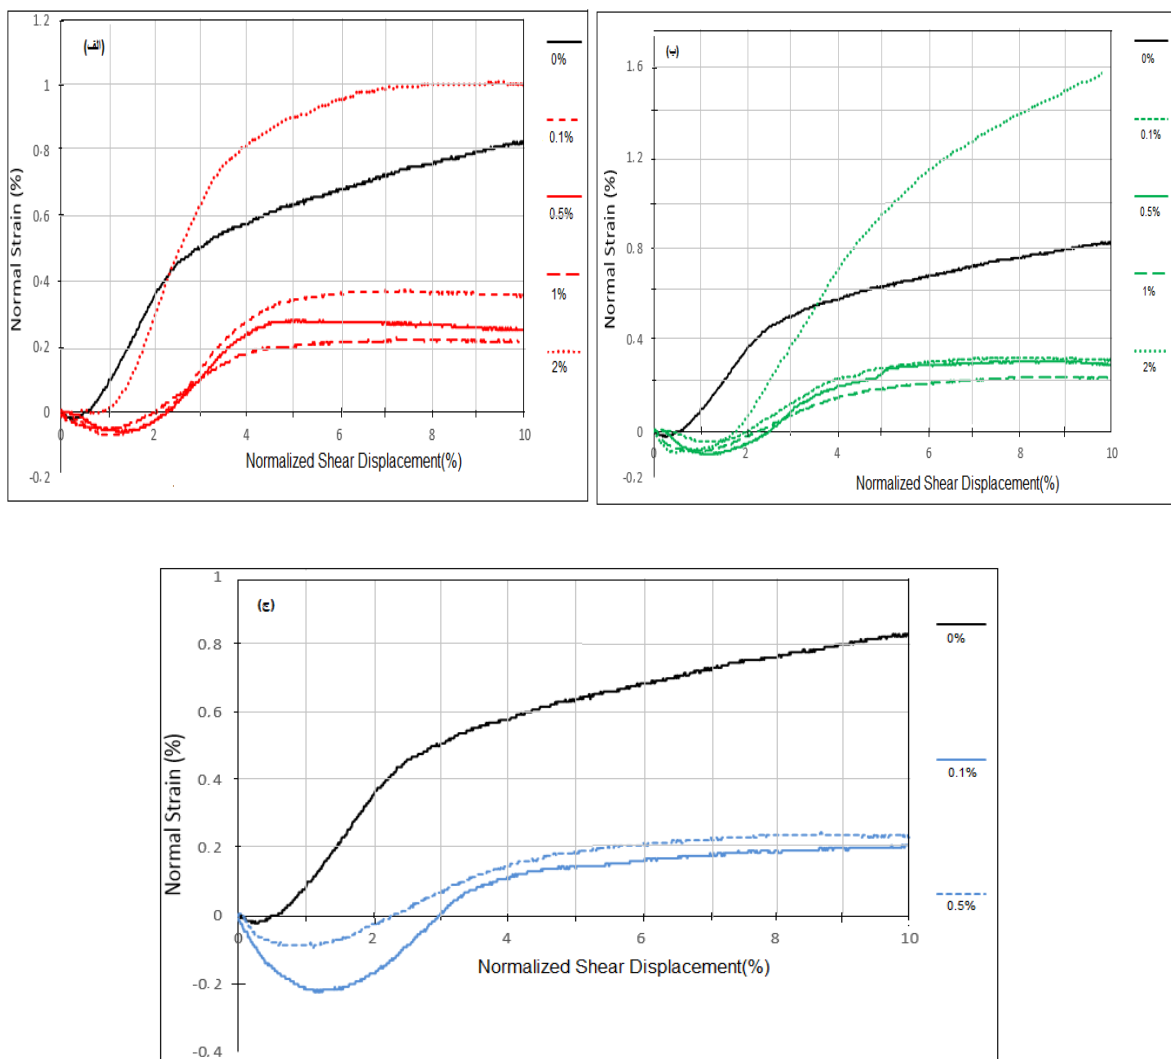 (الف)
1.2
1
0.8
0.6
0.4
0.2
0
-0.2
Normal Strain (%)
0 2 4 6 8 10
Normalized Shear Displacement(%)
0%
0.1%
0.5%
1%
2%
(ب)
1.6
1.2
0.8
0.4
0
-0.2
Normal Strain (%)
0 2 4 6 8 10
Normalized Shear Displacement(%)
0%
0.1%
0.5%
1%
2%
(ج)
1
0.8
0.6
0.4
0.2
0
-0.2
-0.4
Normal Strain (%)
0 2 4 6 8 10
Normalized Shear Displacement(%)
0%
0.1%
0.5%